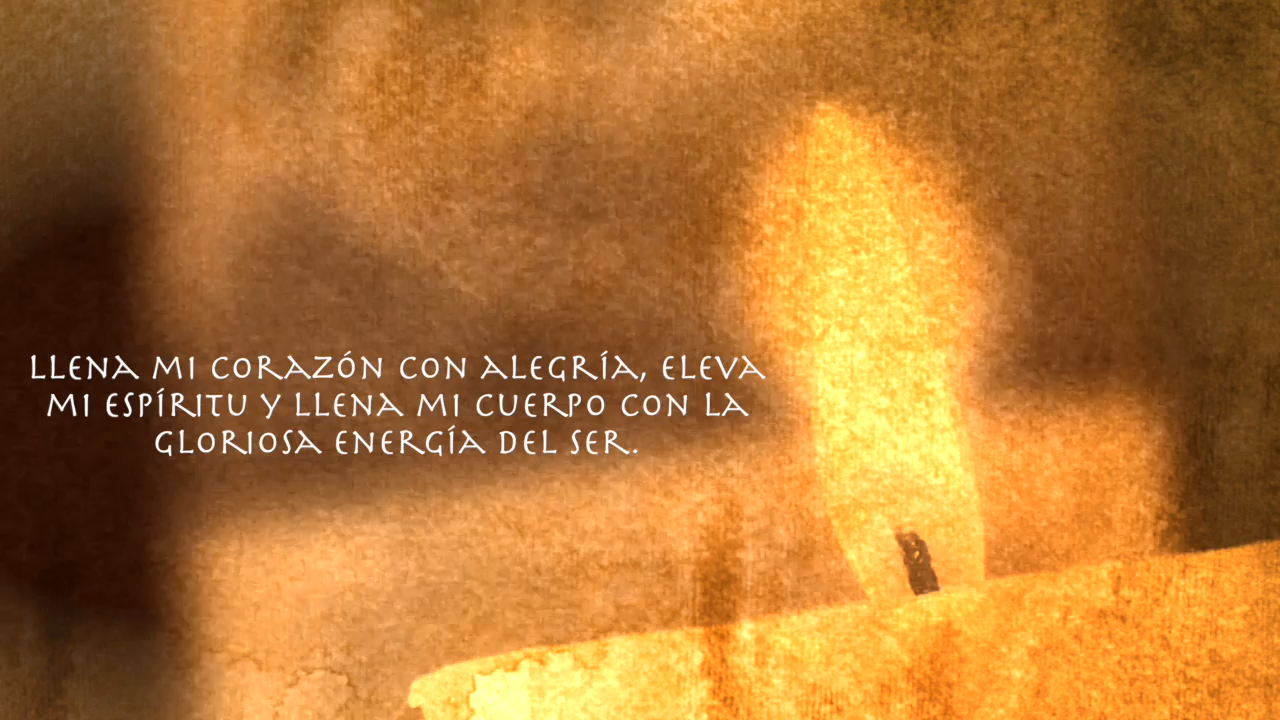 LLENA MI CORAZÓN CON ALEGRÍA, ELEVA
MI ESPÍRITU Y LLENA MI CUERPO CON LA
GLORIOSA ENERGÍA DEL SER.